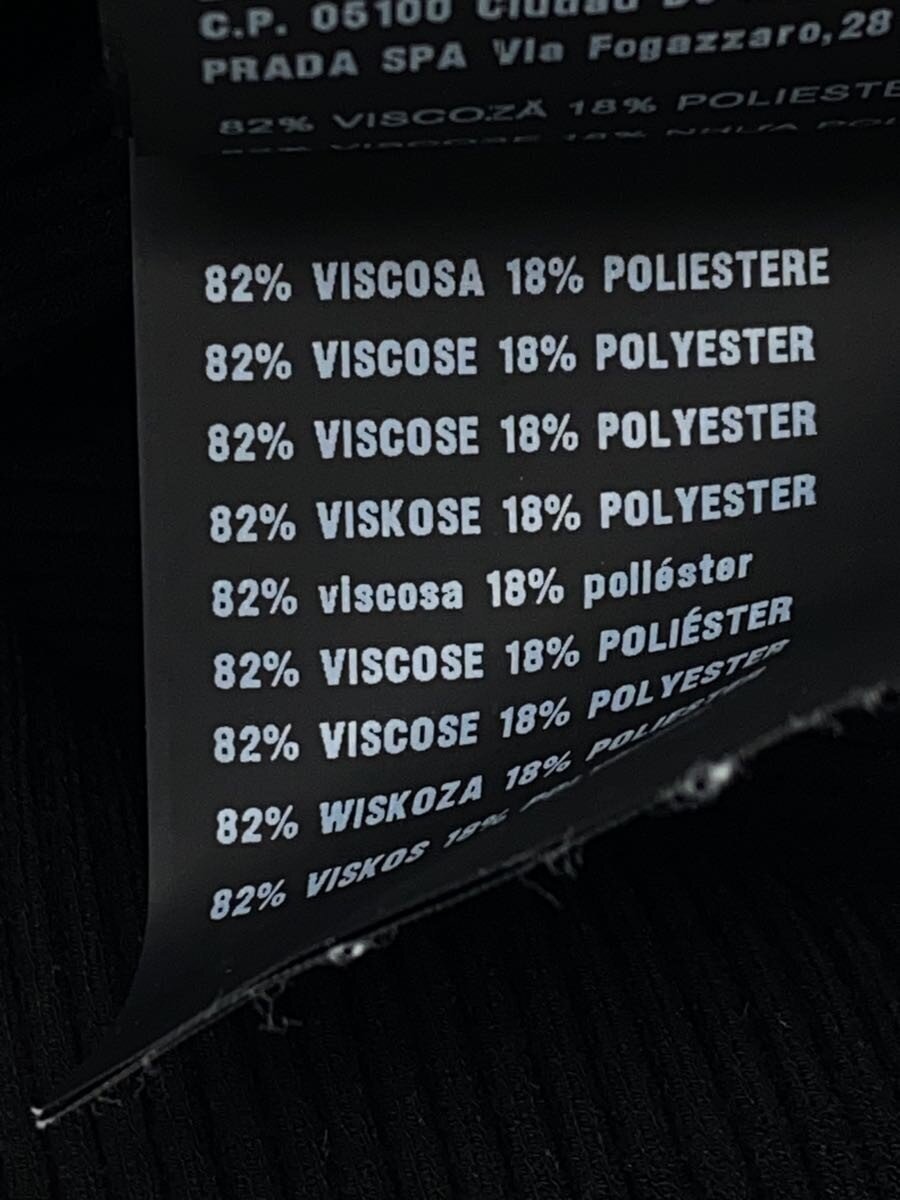 C.P. 05100 Ciudad
PRADA SPA Via Fogazzaro,28
82% VISCOZĂ 18% POLIESTE
82% VISCOSA 18% POLIESTERE
82% VISCOSE 18% POLYESTER
82% VISCOSE 18% POLYESTER
82% VISKOSE 18% POLYESTER
82% viscosa 18% poliéster
82% VISCOSE 18% POLIÉSTER
82% VISCOSE 18% POLYESTER
82% WISKOZA 18% POLIESTER
82% VISKOS 18%